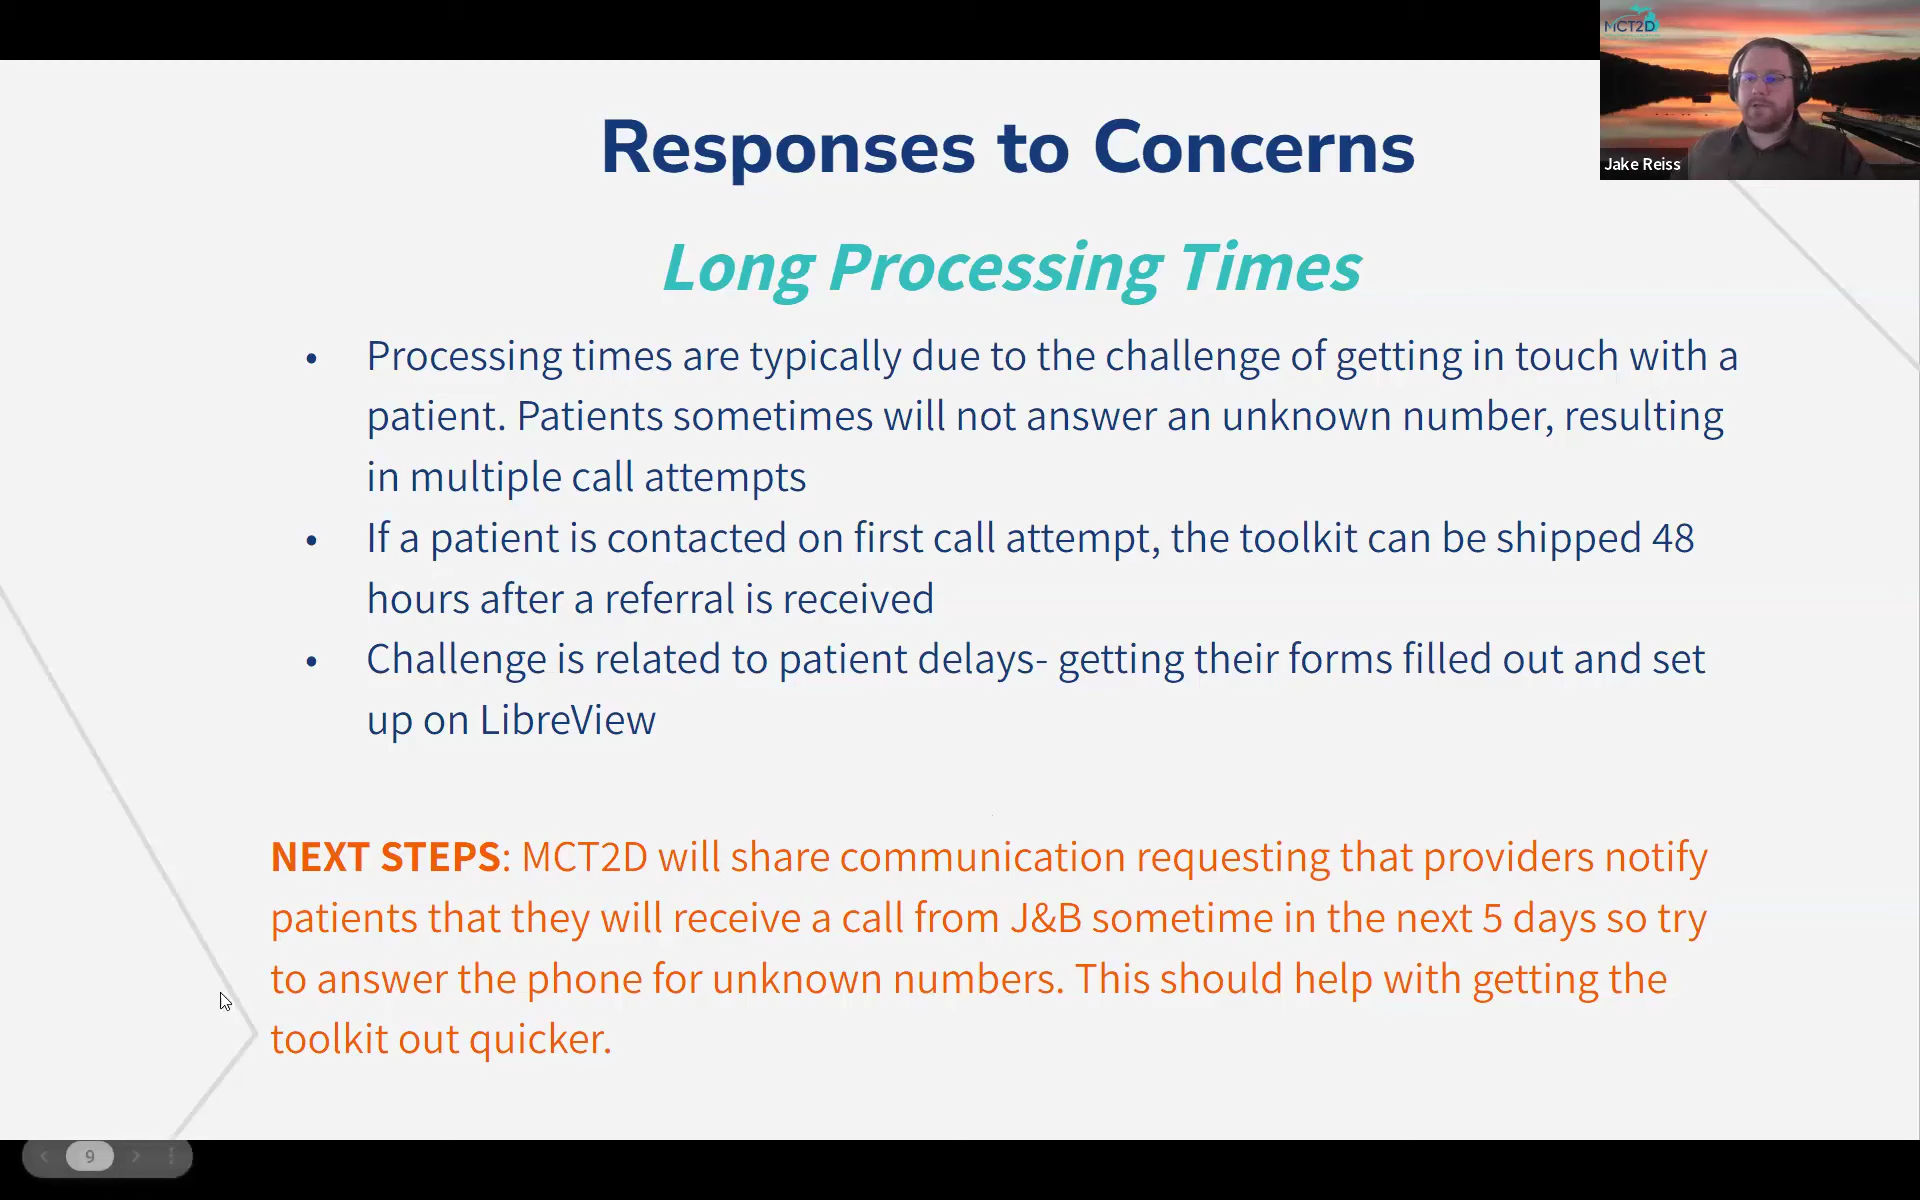 MCT2D
Jake Reiss
Responses to Concerns
Long Processing Times
• Processing times are typically due to the challenge of getting in touch with a
patient. Patients sometimes will not answer an unknown number, resulting
in multiple call attempts
• If a patient is contacted on first call attempt, the toolkit can be shipped 48
hours after a referral is received
• Challenge is related to patient delays- getting their forms filled out and set
up on LibreView
NEXT STEPS: MCT2D will share communication requesting that providers notify
patients that they will receive a call from J&B sometime in the next 5 days so try
to answer the phone for unknown numbers. This should help with getting the
toolkit out quicker.
9